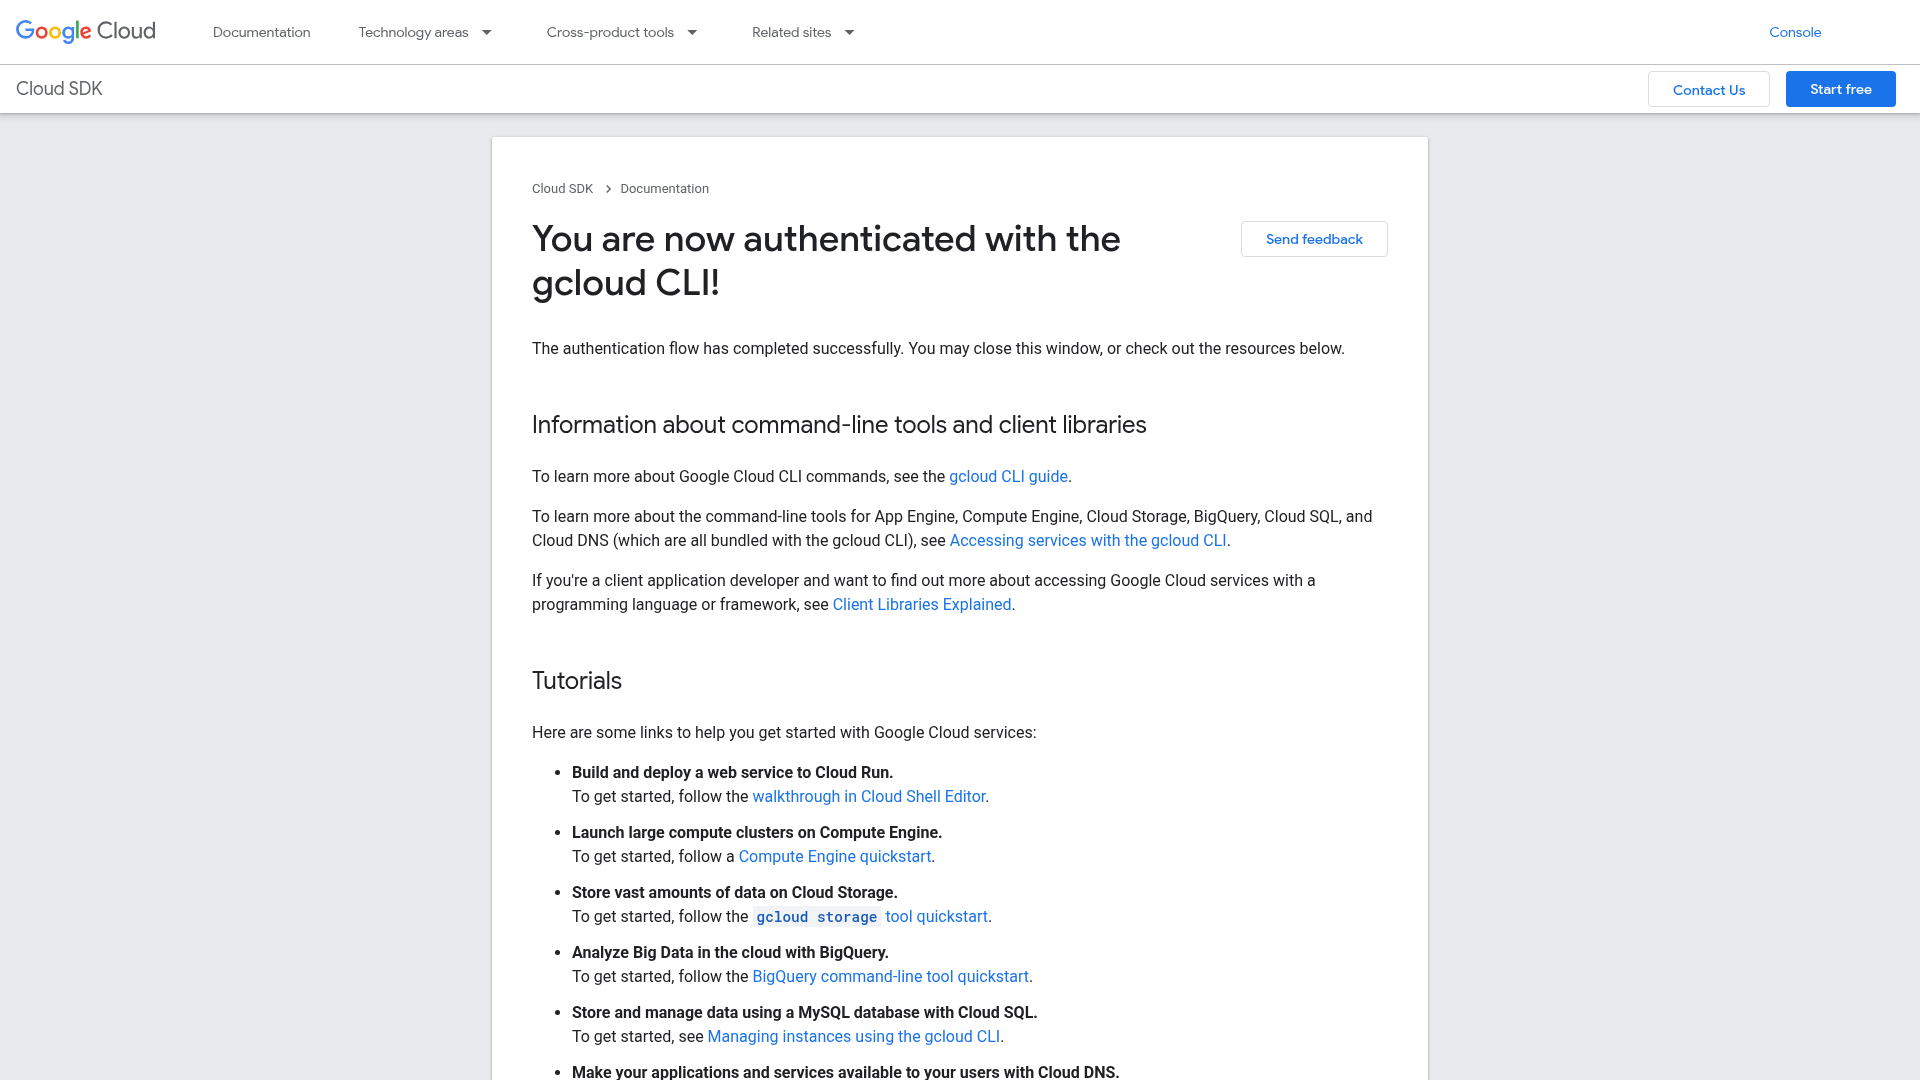 Google Cloud
Documentation
Technology areas
Cross-product tools
Related sites
Console
Cloud SDK
Contact Us
Start free
Cloud SDK
Documentation
You are now authenticated with the
gcloud CLI!
Send feedback
The authentication flow has completed successfully. You may close this window, or check out the resources below.
Information about command-line tools and client libraries
To learn more about Google Cloud CLI commands, see the gcloud CLI guide.
To learn more about the command-line tools for App Engine, Compute Engine, Cloud Storage, BigQuery, Cloud SQL, and
Cloud DNS (which are all bundled with the gcloud CLI), see Accessing services with the gcloud CLI.
If you're a client application developer and want to find out more about accessing Google Cloud services with a
programming language or framework, see Client Libraries Explained.
Tutorials
Here are some links to help you get started with Google Cloud services:
Build and deploy a web service to Cloud Run.
To get started, follow the walkthrough in Cloud Shell Editor.
Launch large compute clusters on Compute Engine.
To get started, follow a Compute Engine quickstart.
Store vast amounts of data on Cloud Storage.
To get started, follow the gcloud storage tool quickstart.
Analyze Big Data in the cloud with BigQuery.
To get started, follow the BigQuery command-line tool quickstart.
Store and manage data using a MySQL database with Cloud SQL.
To get started, see Managing instances using the gcloud CLI.
Make your applications and services available to your users with Cloud DNS.